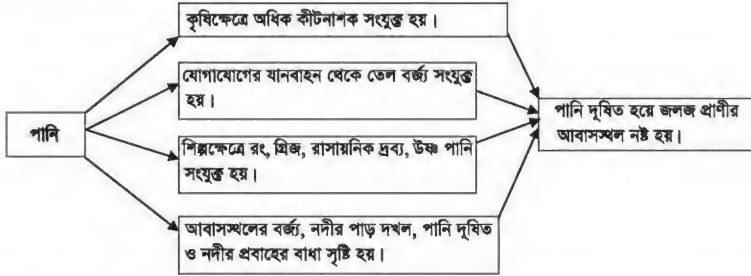 কৃষিক্ষেত্রে অধিক কীটনাশক সংযুক্ত হয়।
যোগাযোগের যানবাহন থেকে তেল বর্জ্য সংযুক্ত
হয়।
পানি
পানি দূষিত হয়ে জলজ প্রাণীর
আবাসস্থল নষ্ট হয়।
শিল্পক্ষেত্রে রং, গ্রিজ, রাসায়নিক দ্রব্য, উষ্ণ পানি
সংযুক্ত হয়।
আবাসস্থলের বর্জ্য, নদীর পাড় দখল, পানি দূষিত
ও নদীর প্রবাহের বাধা সৃষ্টি হয়।